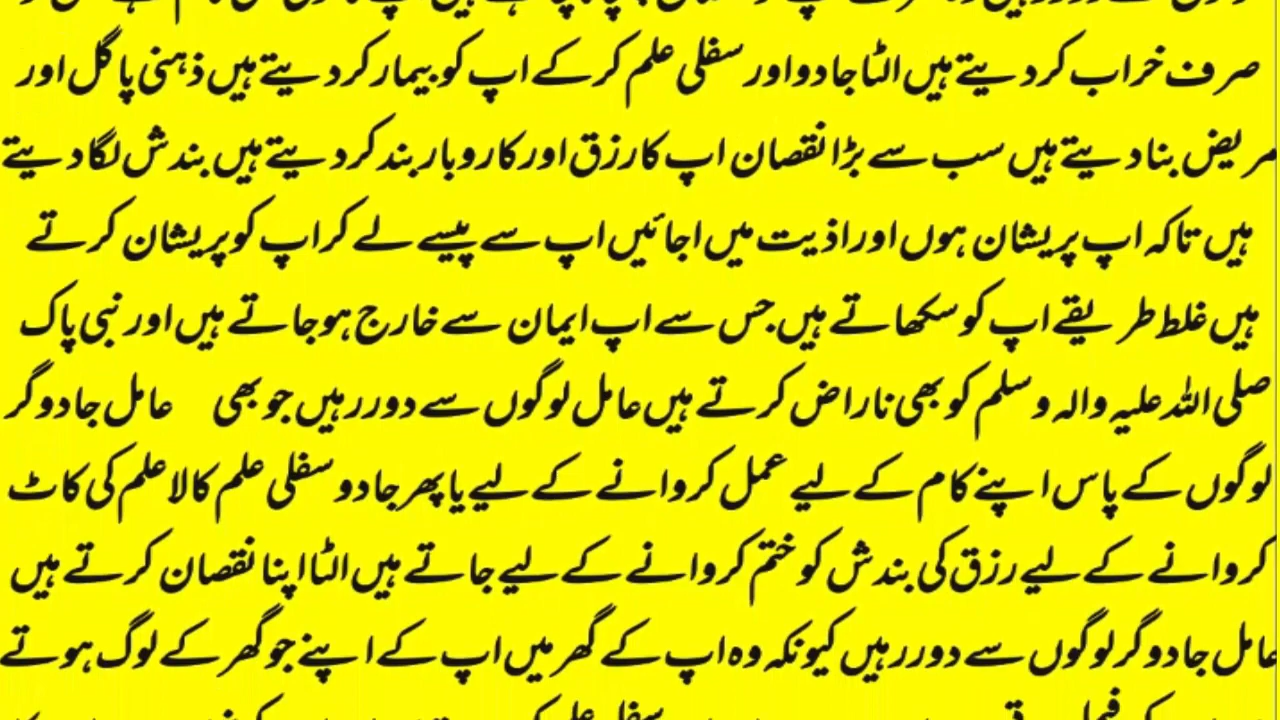 صرف خراب کر دیتے ہیں الٹا جادو اور سفلی علم کر کے اپ کو بیمار کر دیتے ہیں ذہنی پاگل اور
مریض بنا دیتے ہیں سب سے بڑا نقصان اپ کا رزق اور کاروبار بند کر دیتے ہیں بندش لگا دیتے
ہیں تاکہ اپ پریشان ہوں اور اذیت میں اجائیں اپ سے پیسے لے کر اپ کو پریشان کرتے
ہیں غلط طریقے اپ کو سکھاتے ہیں جس سے اپ ایمان سے خارج ہو جاتے ہیں اور نبی پاک
صلی اللہ علیہ والہ وسلم کو بھی ناراض کرتے ہیں عامل لوگوں سے دور رہیں جو بھی عامل جادوگر
لوگوں کے پاس اپنے کام کے لیے عمل کروانے کے لیے یا پھر جادو سفلی علم کالا علم کی کاٹ
کروانے کے لیے رزق کی بندش کو ختم کروانے کے لیے جاتے ہیں الٹا اپنا نقصان کرتے ہیں
عامل جادوگر لوگوں سے دور رہیں کیونکہ وہ اپ کے گھر میں اپ کے اپنے جو گھر کے لوگ ہوتے